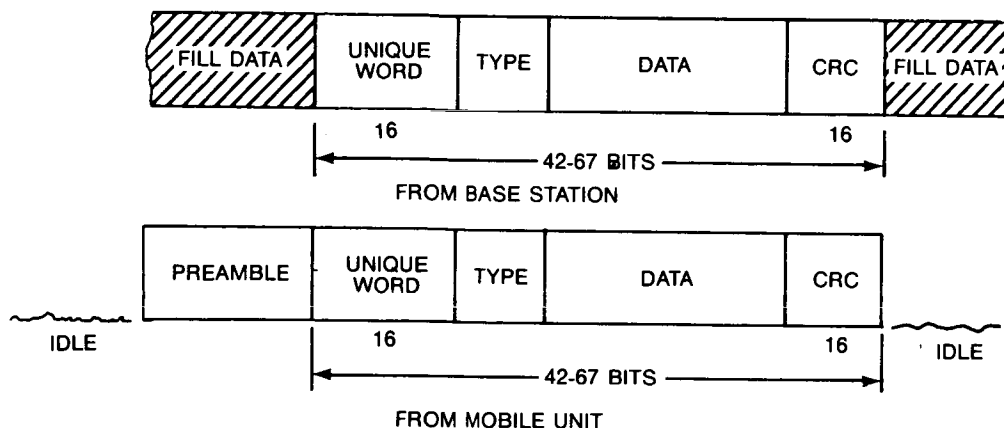 FILL DATA
UNIQUE WORD
TYPE
DATA
CRC
FILL DATA
16
16
42-67 BITS
FROM BASE STATION
PREAMBLE
UNIQUE WORD
TYPE
DATA
CRC
IDLE
16
16
IDLE
42-67 BITS
FROM MOBILE UNIT